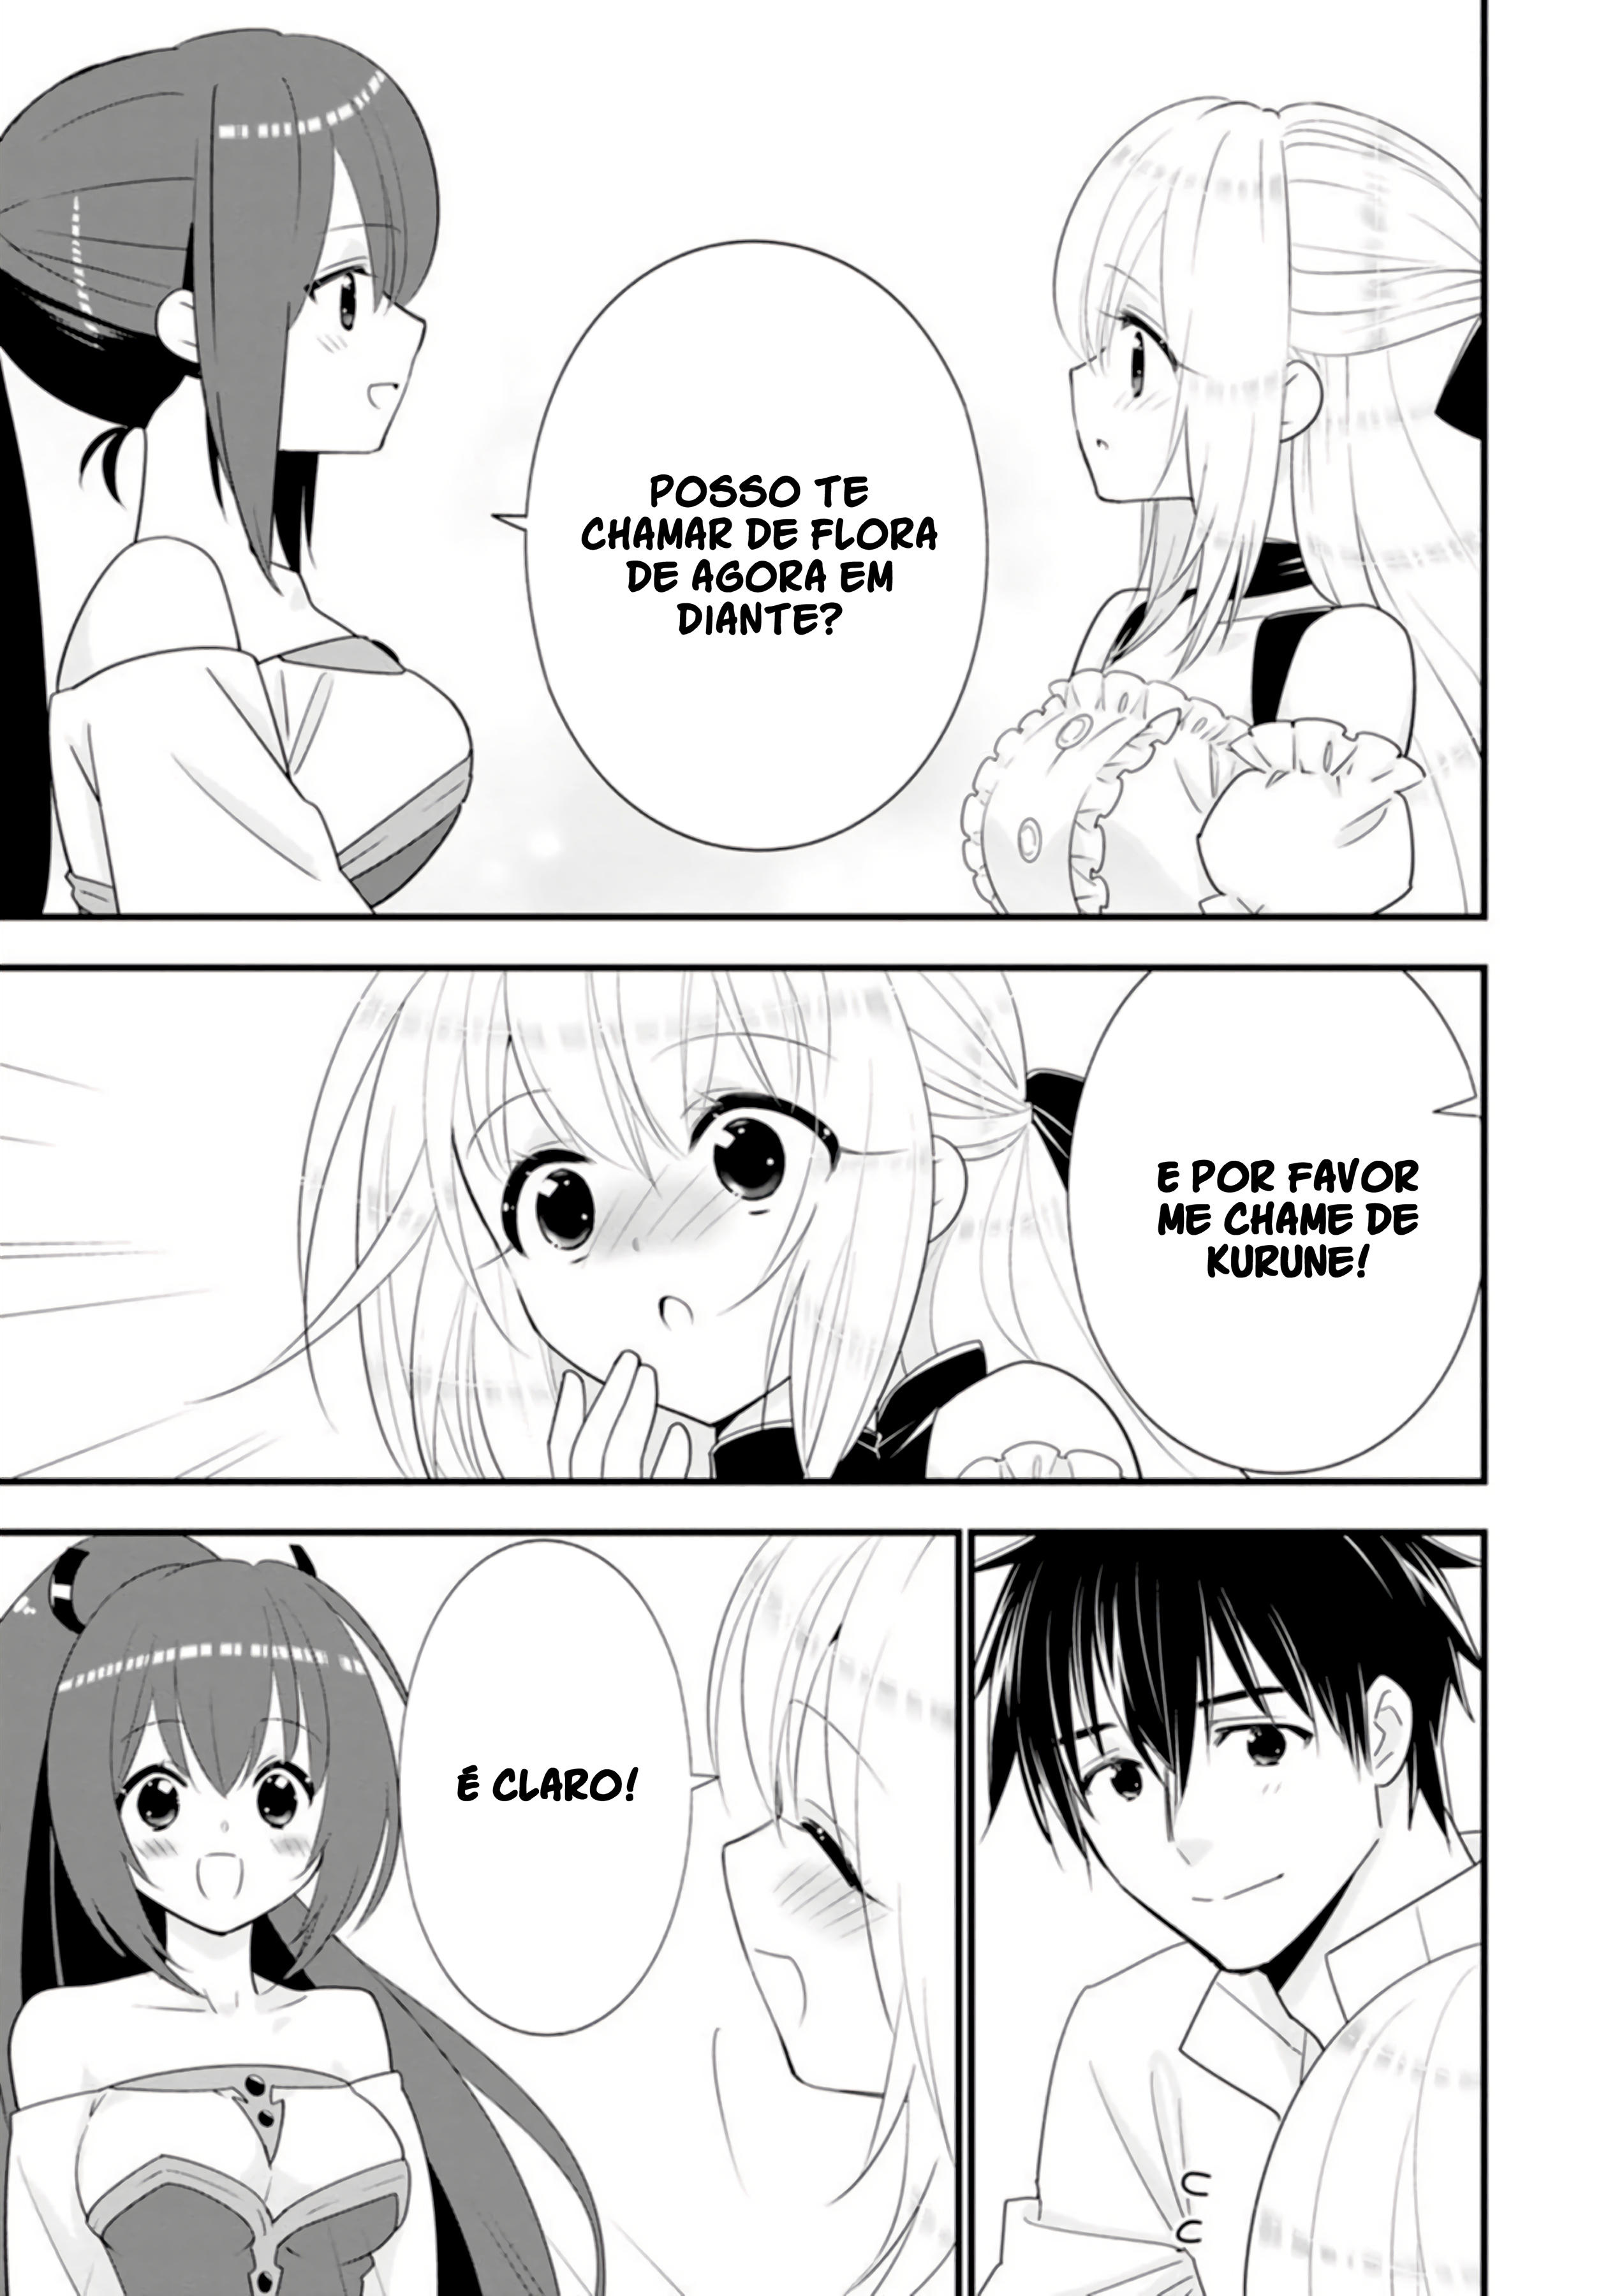 POSSO TE
CHAMAR DE FLORA
DE AGORA EM
DIANTE?
E POR FAVOR
ME CHAME DE
KURUNE!
É CLARO!